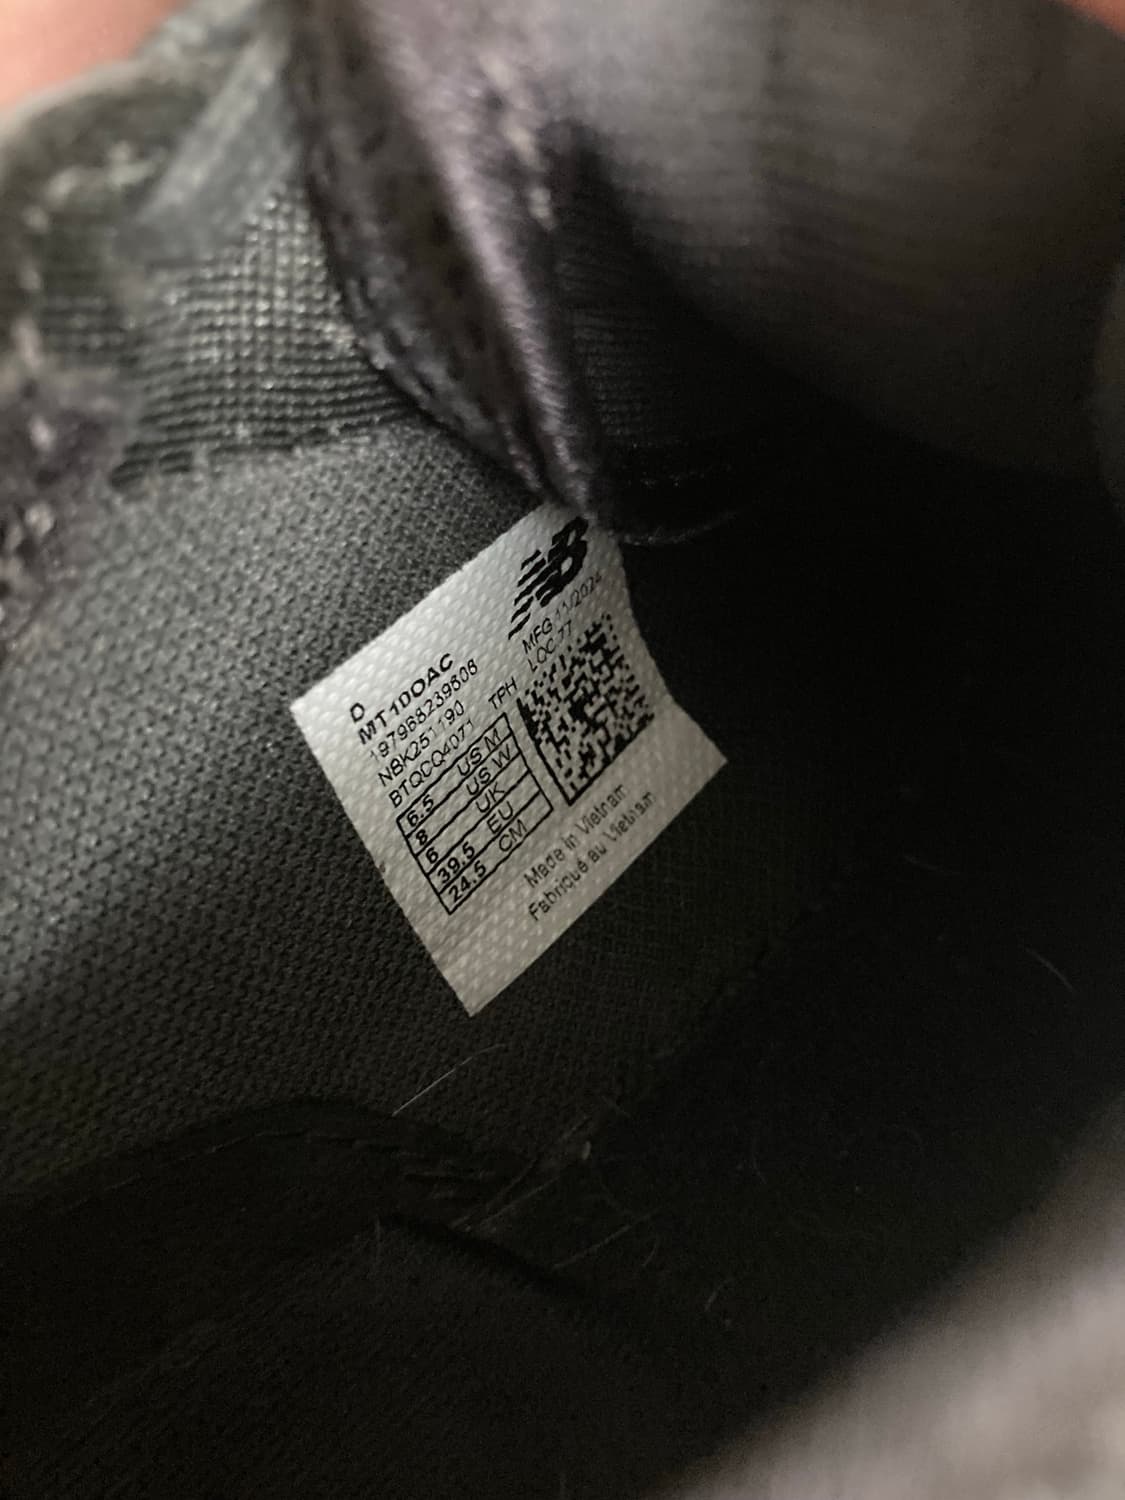 D
MT10OAC
197968239608
NBK251190
BTQCQ4071 TPH
6.5 US M
8 US W
6 UK
39.5 EU
24.5 CM
NB
MFG 11/2024
LOC 77
Made in Vietnam
Fabriqué au Vietnam